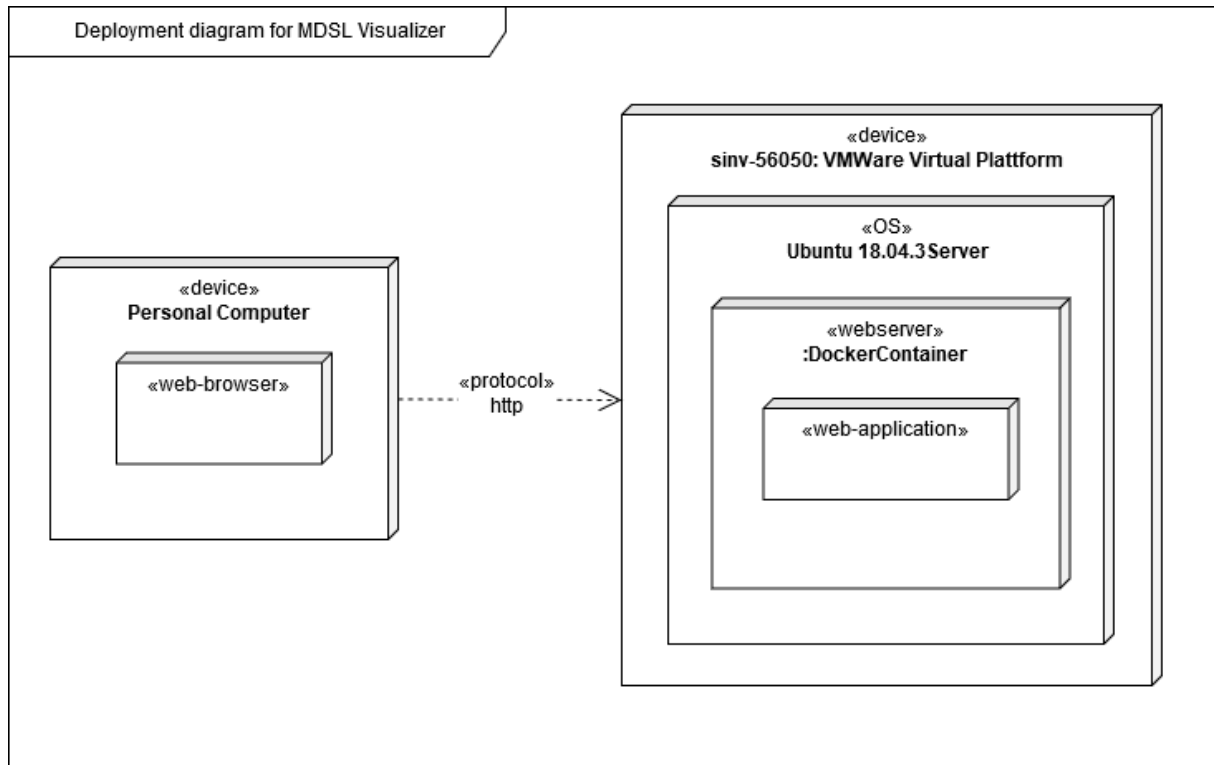 Deployment diagram for MDSL Visualizer
«device»
sinv-56050: VMWare Virtual Plattform
«OS»
Ubuntu 18.04.3Server
«webserver»
:DockerContainer
«web-application»
«device»
Personal Computer
«web-browser»
«protocol»
http